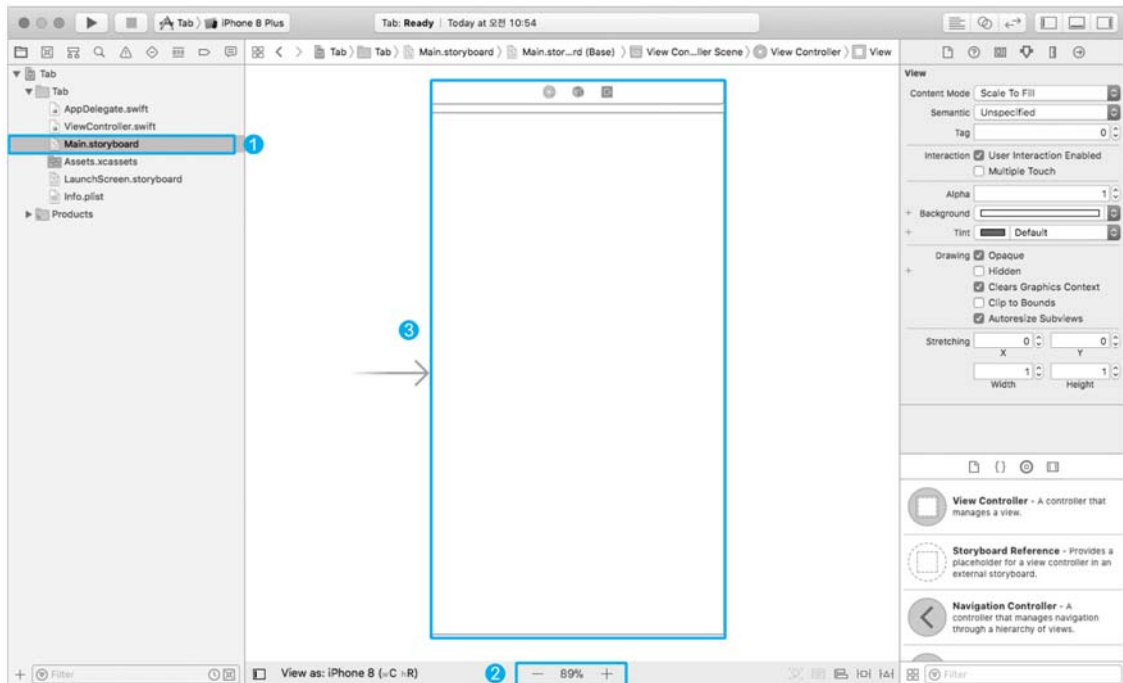 Tab
iPhone 8 Plus
Tab: Ready | Today at 오전 10:54
Tab
Tab
Main.storyboard
Main.stor...rd (Base)
View Con...ller Scene
View Controller
View
Tab
Tab
AppDelegate.swift
ViewController.swift
Main.storyboard
1
Assets.xcassets
LaunchScreen.storyboard
Info.plist
Products
3
View
Content Mode Scale To Fill
Semantic Unspecified
Tag 0
Interaction User Interaction Enabled
Multiple Touch
Alpha 1
+ Background
+ Tint Default
Drawing Opaque
+ Hidden
Clears Graphics Context
Clip to Bounds
Autoresize Subviews
Stretching 0 0
X Y
1 1
Width Height
{}
View Controller - A controller that
manages a view.
Storyboard Reference - Provides a
placeholder for a view controller in an
external storyboard.
Navigation Controller - A
controller that manages navigation
through a hierarchy of views.
+ Filter
View as: iPhone 8 (wC hR)
2
— 89% +
Filter